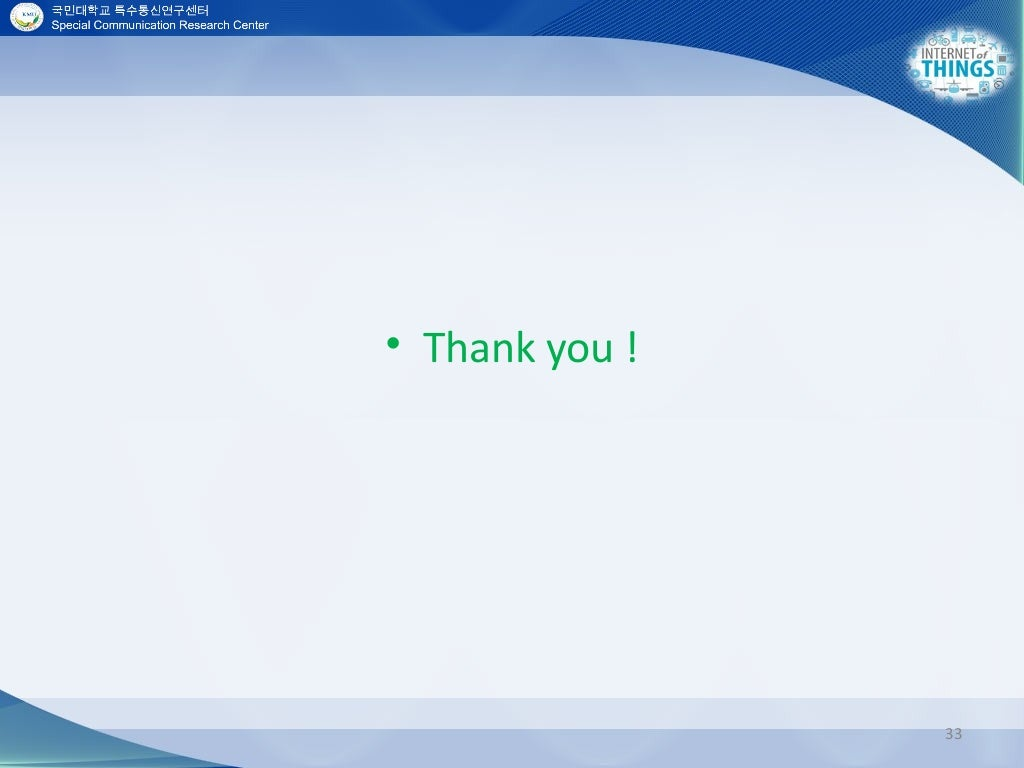 국민대학교 특수통신연구센터
Special Communication Research Center
KMU
INTERNET of
THINGS
• Thank you !
33